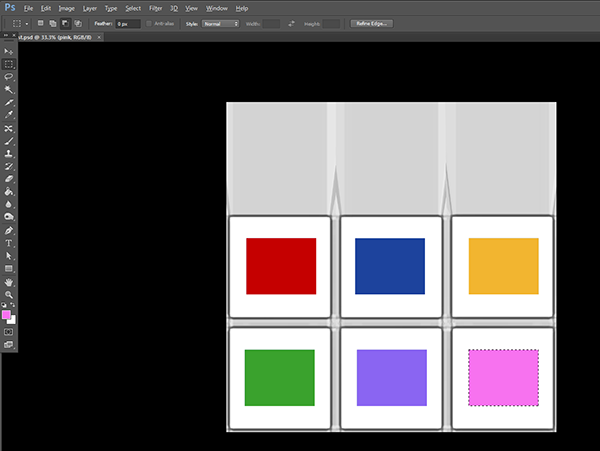 Ps File Edit Image Layer Type Select Filter 3D View Window Help
Feather: 0 px Anti-alias Style: Normal Width: Height: Refine Edge...
st.psd @ 33.3% (pink, RGB/8) ×
T